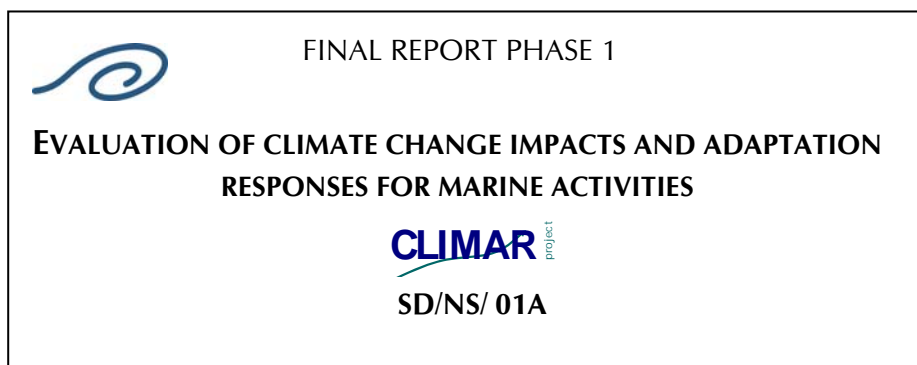 FINAL REPORT PHASE 1
EVALUATION OF CLIMATE CHANGE IMPACTS AND ADAPTATION
RESPONSES FOR MARINE ACTIVITIES
CLIMAR project
SD/NS/ 01A